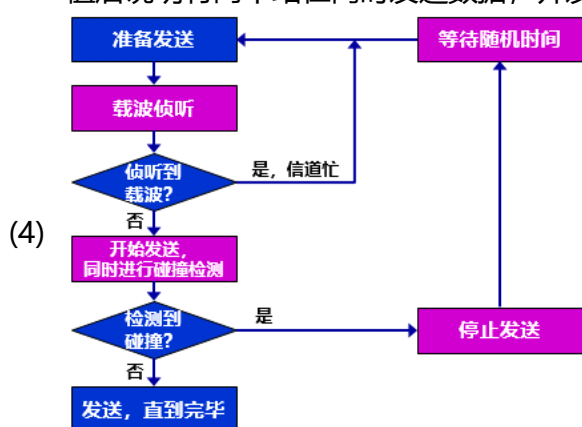 准备发送
等待随机时间
载波侦听
侦听到
载波?
是，信道忙
否
(4)
开始发送，
同时进行碰撞检测
检测到
碰撞?
是
停止发送
否
发送，直到完毕